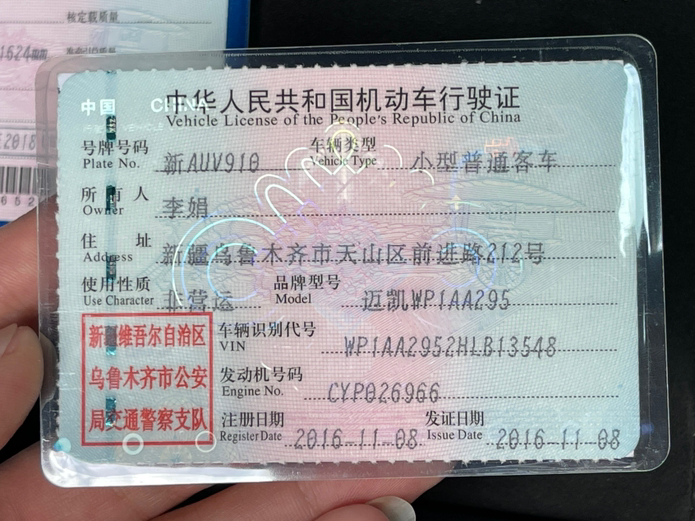 核定载质量
1624
2018
652
中国 CHINA
中华人民共和国机动车行驶证
Vehicle License of the People's Republic of China
号牌号码 新AUV910 车辆类型 小型普通客车
Plate No. Vehicle Type
所有人 李娟
Owner
住址 新疆乌鲁木齐市天山区前进路212号
Address
使用性质 非营运 品牌型号 迈凯WP1AA295
Use Character Model
新疆维吾尔自治区
乌鲁木齐市公安
局交通警察支队
车辆识别代号 WP1AA2952HLB13548
VIN
发动机号码 CYP026966
Engine No.
注册日期 2016-11-08 发证日期 2016-11-08
Register Date Issue Date